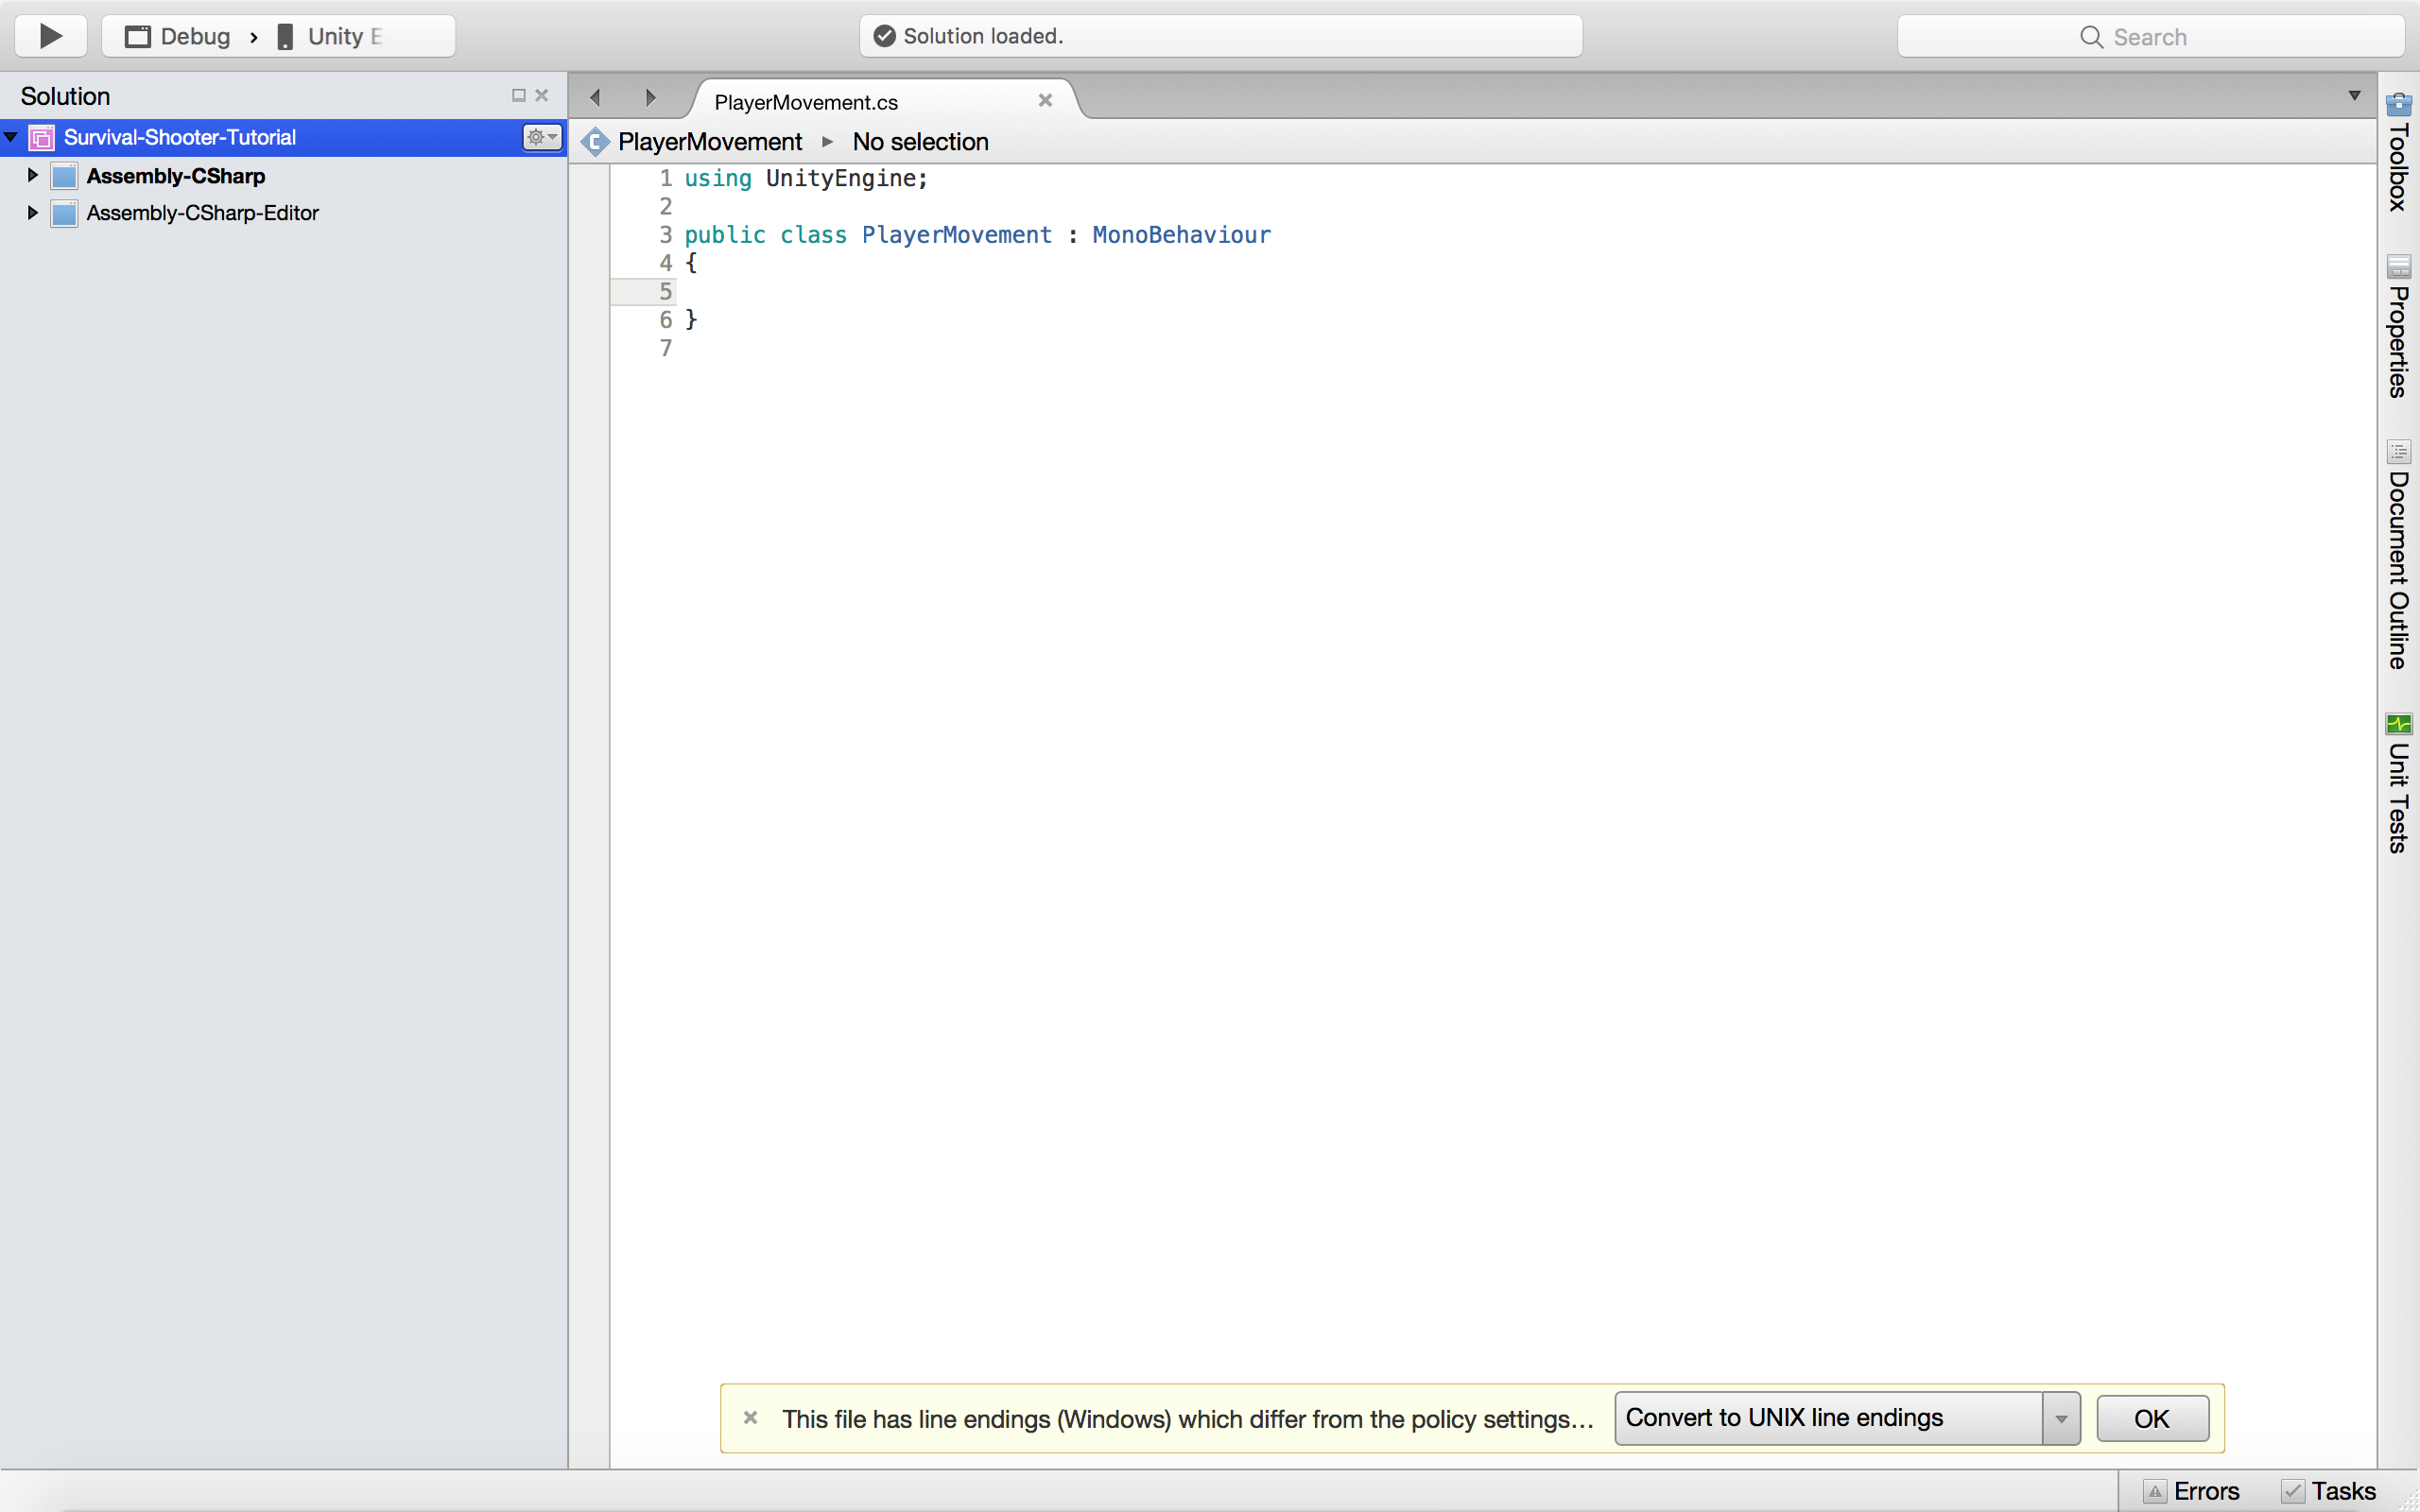 Debug › Unity E
Solution loaded.
Search
Solution
Survival-Shooter-Tutorial
Assembly-CSharp
Assembly-CSharp-Editor
PlayerMovement.cs
PlayerMovement ▸ No selection
1 using UnityEngine;
2
3 public class PlayerMovement : MonoBehaviour
4 {
5
6 }
7
Toolbox
Properties
Document Outline
Unit Tests
This file has line endings (Windows) which differ from the policy settings...
Convert to UNIX line endings
OK
Errors
Tasks